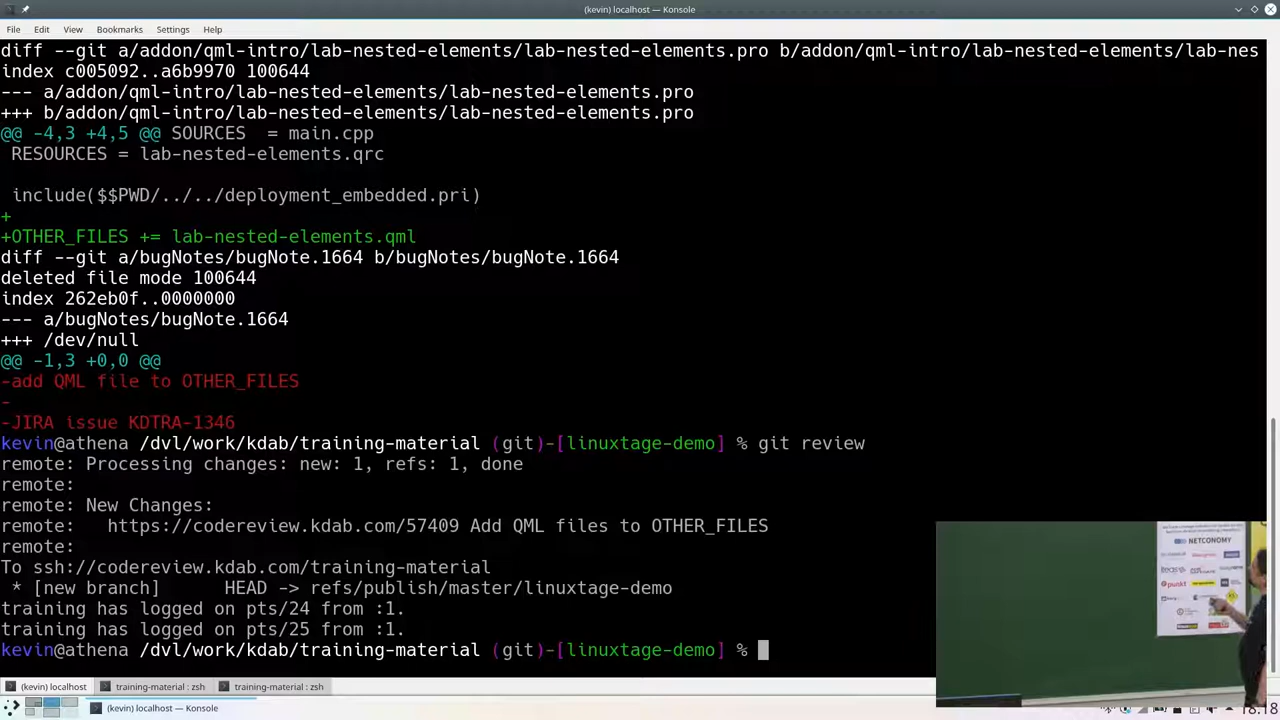 (kevin) localhost — Konsole
File Edit View Bookmarks Settings Help
diff --git a/addon/qml-intro/lab-nested-elements/lab-nested-elements.pro b/addon/qml-intro/lab-nested-elements/lab-nes
index c005092..a6b9970 100644
--- a/addon/qml-intro/lab-nested-elements/lab-nested-elements.pro
+++ b/addon/qml-intro/lab-nested-elements/lab-nested-elements.pro
@@ -4,3 +4,5 @@ SOURCES  = main.cpp
 RESOURCES = lab-nested-elements.qrc
 include($$PWD/../../deployment_embedded.pri)
+
+OTHER_FILES += lab-nested-elements.qml
diff --git a/bugNotes/bugNote.1664 b/bugNotes/bugNote.1664
deleted file mode 100644
index 262eb0f..0000000
--- a/bugNotes/bugNote.1664
+++ /dev/null
@@ -1,3 +0,0 @@
-add QML file to OTHER_FILES
-
-JIRA issue KDTRA-1346
kevin@athena /dvl/work/kdab/training-material (git)-[linuxtage-demo] % git review
remote: Processing changes: new: 1, refs: 1, done
remote:
remote: New Changes:
remote:   https://codereview.kdab.com/57409 Add QML files to OTHER_FILES
remote:
To ssh://codereview.kdab.com/training-material
 * [new branch]      HEAD -> refs/publish/master/linuxtage-demo
training has logged on pts/24 from :1.
training has logged on pts/25 from :1.
kevin@athena /dvl/work/kdab/training-material (git)-[linuxtage-demo] %
NETCONOMY
punkt
(kevin) localhost
training-material : zsh
training-material : zsh
(kevin) localhost — Konsole
18:18